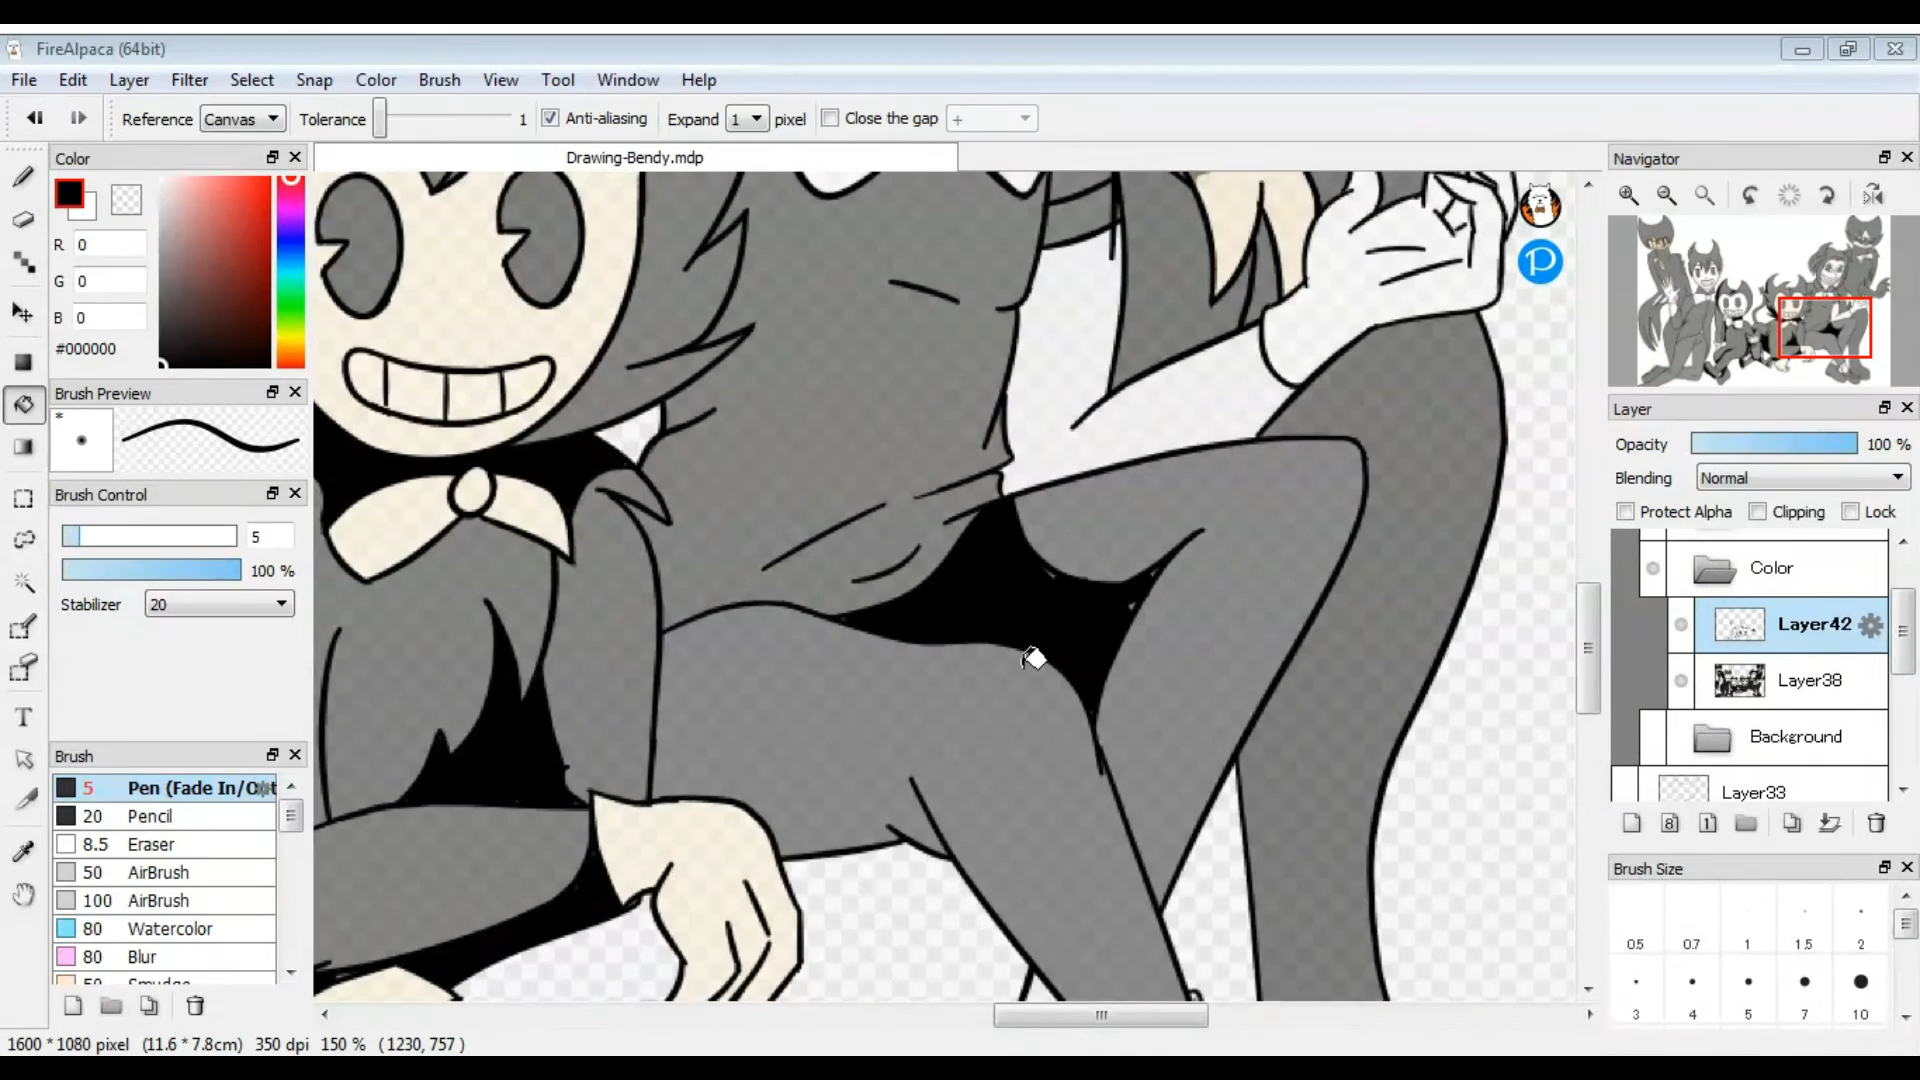 FireAlpaca (64bit)
File Edit Layer Filter Select Snap Color Brush View Tool Window Help
Reference Canvas Tolerance 1 Anti-aliasing Expand 1 pixel Close the gap +
Color
Drawing-Bendy.mdp
Navigator
R 0
G 0
B 0
#000000
P
Brush Preview
*
Layer
Opacity 100 %
Blending Normal
Protect Alpha Clipping Lock
Brush Control
5
100 %
Stabilizer 20
Color
Layer42
Layer38
Background
Layer33
8 1
Brush
5 Pen (Fade In/Out
20 Pencil
8.5 Eraser
50 AirBrush
100 AirBrush
80 Watercolor
80 Blur
50 Smudge
Brush Size
0.5 0.7 1 1.5 2
3 4 5 7 10
T
1600 * 1080 pixel (11.6 * 7.8cm) 350 dpi 150 % ( 1230, 757 )